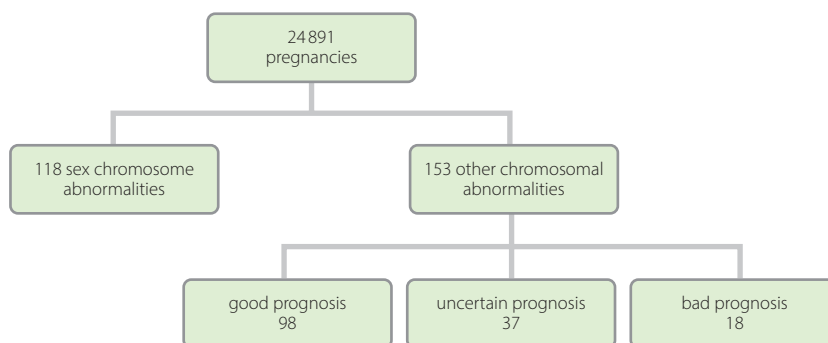 24 891
pregnancies
118 sex chromosome
abnormalities
153 other chromosomal
abnormalities
good prognosis
98
uncertain prognosis
37
bad prognosis
18